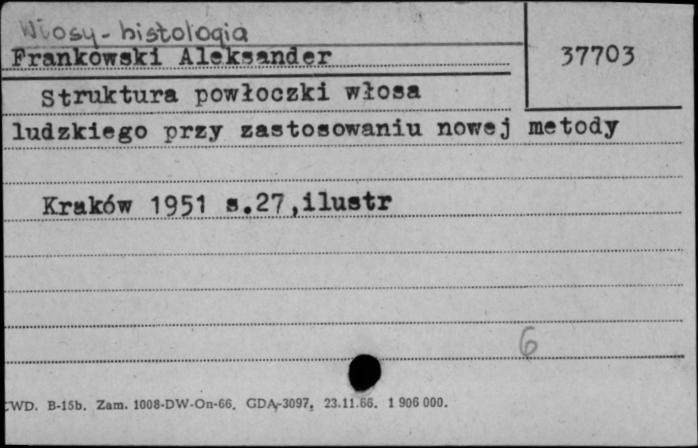 Włosy - histologia
Frankowski Aleksander
37703
Struktura powłoczki włosa
ludzkiego przy zastosowaniu nowej metody
Kraków 1951 s.27,ilustr
6
CWD. B-15b. Zam. 1008-DW-On-66. GDA-3097, 23.11.66. 1 906 000.